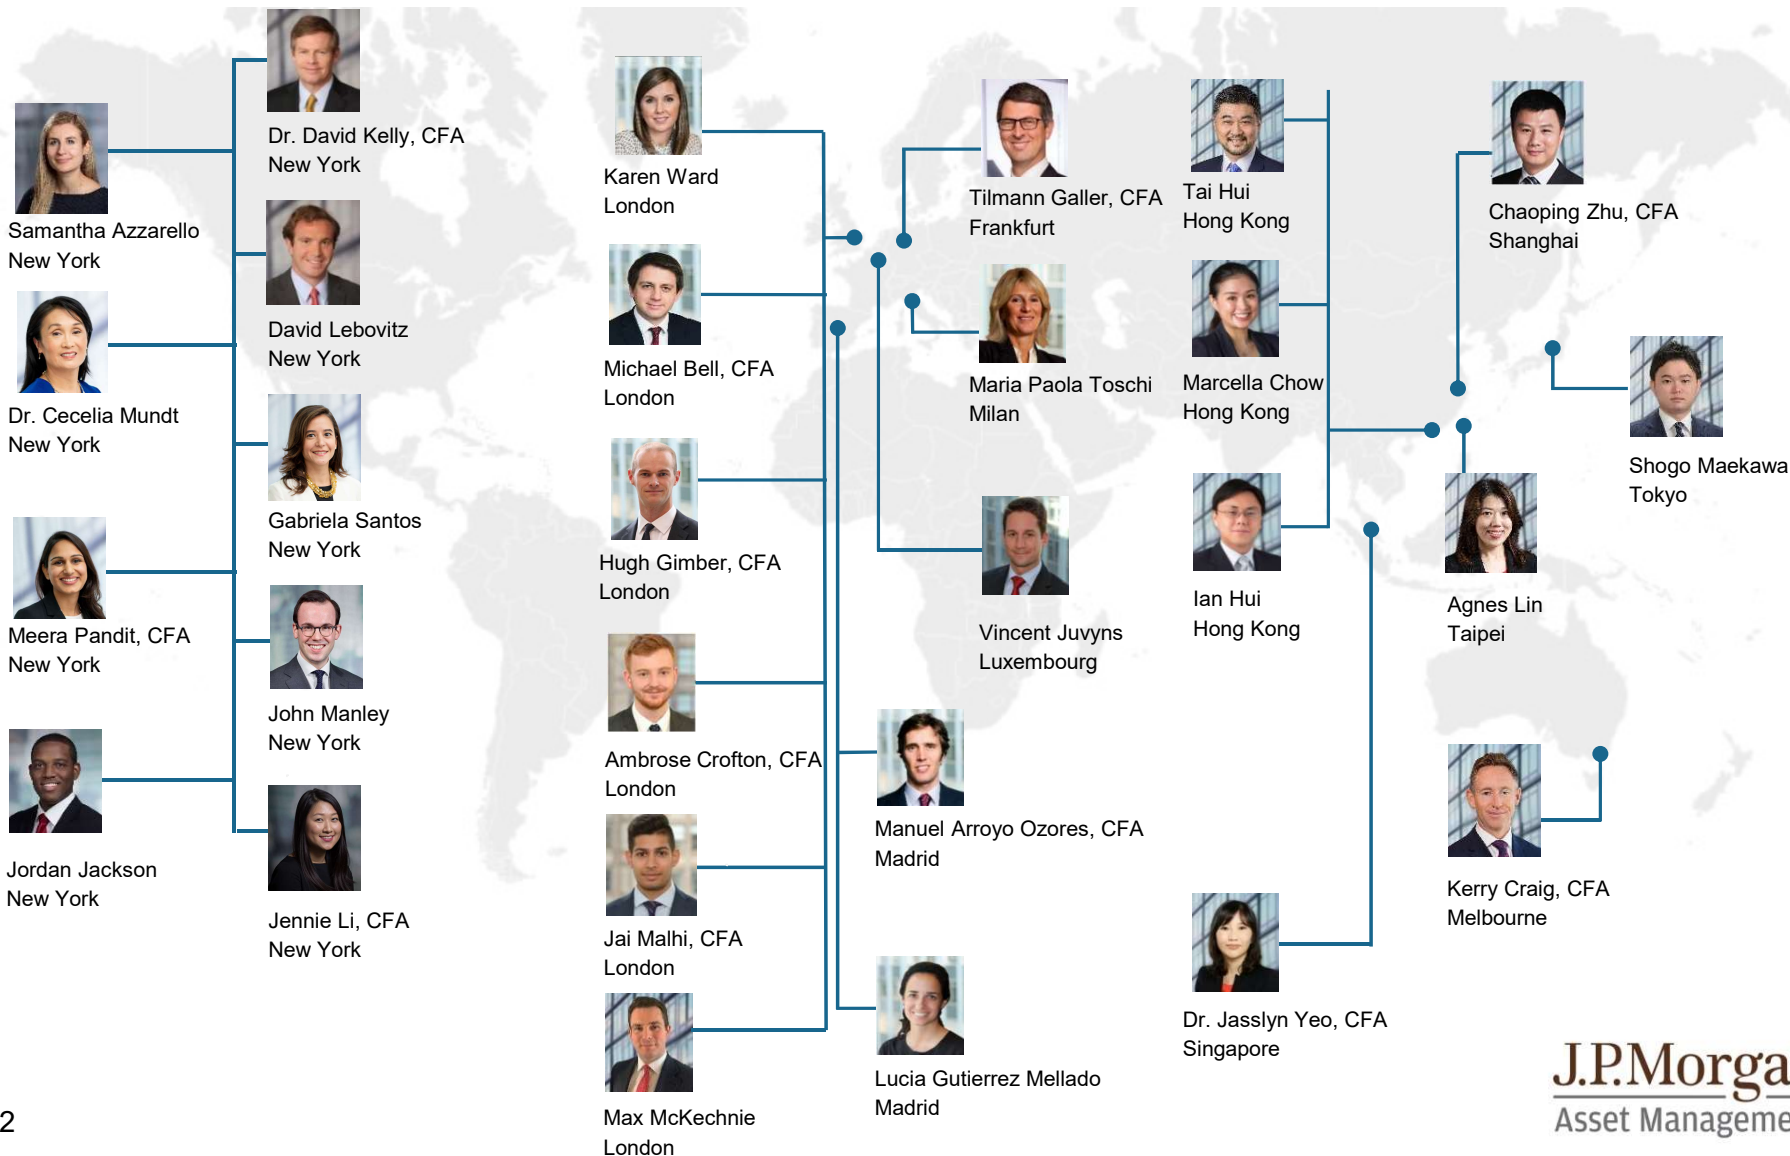 Samantha Azzarello
New York
Dr. Cecelia Mundt
New York
Meera Pandit, CFA
New York
Jordan Jackson
New York
Dr. David Kelly, CFA
New York
David Lebovitz
New York
Gabriela Santos
New York
John Manley
New York
Jennie Li, CFA
New York
Karen Ward
London
Michael Bell, CFA
London
Hugh Gimber, CFA
London
Ambrose Crofton, CFA
London
Jai Malhi, CFA
London
Max McKechnie
London
Tilmann Galler, CFA
Frankfurt
Maria Paola Toschi
Milan
Vincent Juvyns
Luxembourg
Manuel Arroyo Ozores, CFA
Madrid
Lucia Gutierrez Mellado
Madrid
Tai Hui
Hong Kong
Marcella Chow
Hong Kong
Ian Hui
Hong Kong
Dr. Jasslyn Yeo, CFA
Singapore
Chaoping Zhu, CFA
Shanghai
Agnes Lin
Taipei
Shogo Maekawa
Tokyo
Kerry Craig, CFA
Melbourne
2
J.P.Morga
Asset Manageme